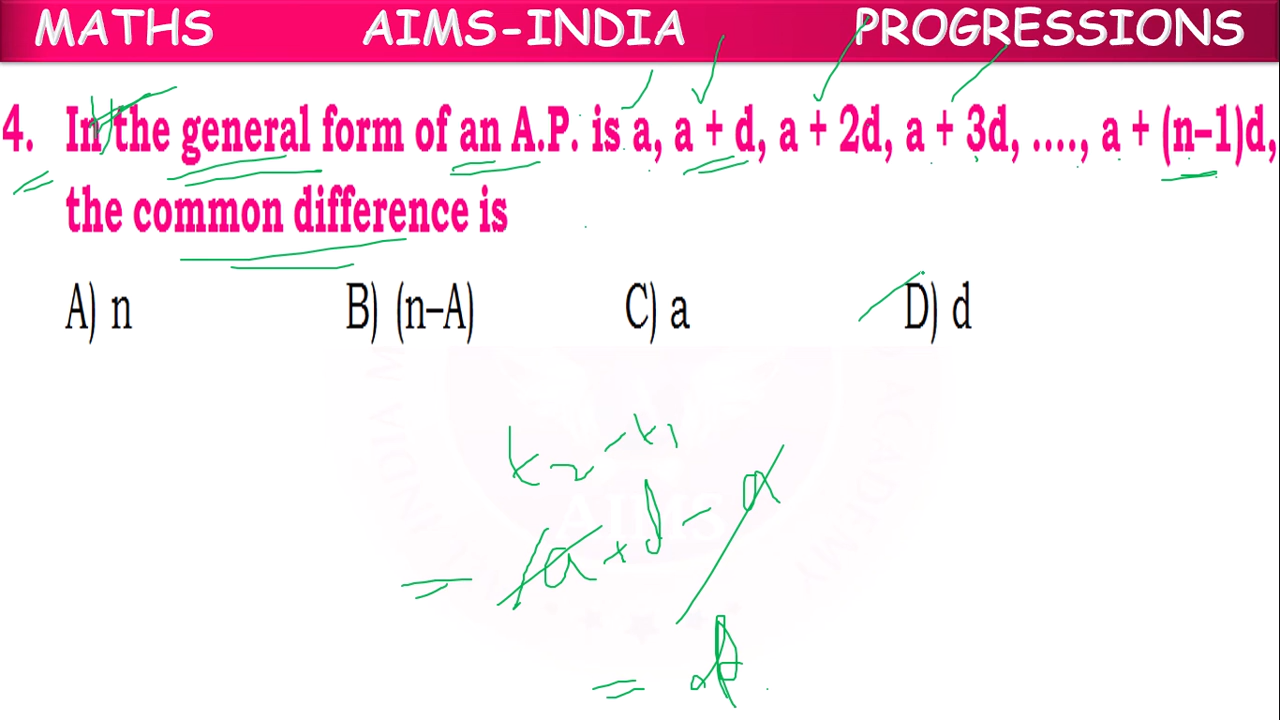 MATHS AIMS-INDIA PROGRESSIONS
4. In the general form of an A.P. is a, a + d, a + 2d, a + 3d, ...., a + (n–1)d,
the common difference is
A) n B) (n–A) C) a D) d
t2 - t1
= a + d - a
= d